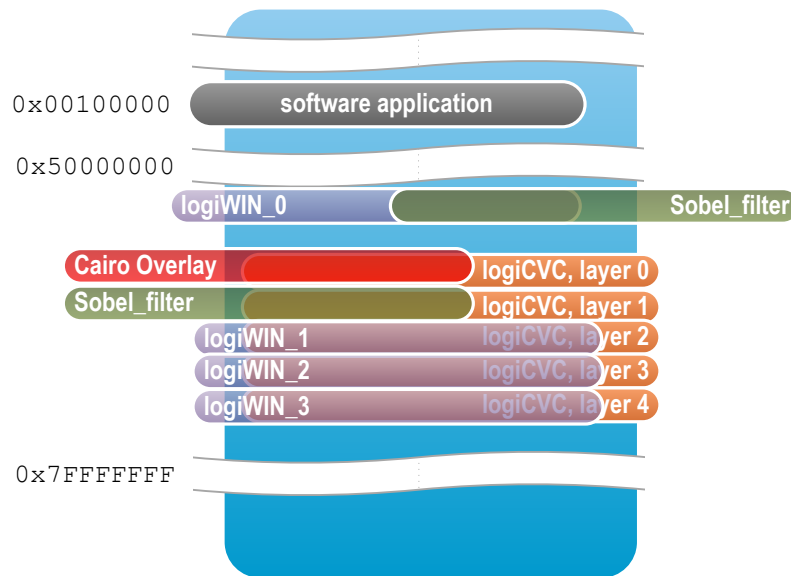 0x00100000 software application
0x50000000
logiWIN_0 Sobel_filter
Cairo Overlay logiCVC, layer 0
Sobel_filter logiCVC, layer 1
logiWIN_1 logiCVC, layer 2
logiWIN_2 logiCVC, layer 3
logiWIN_3 logiCVC, layer 4
0x7FFFFFFF